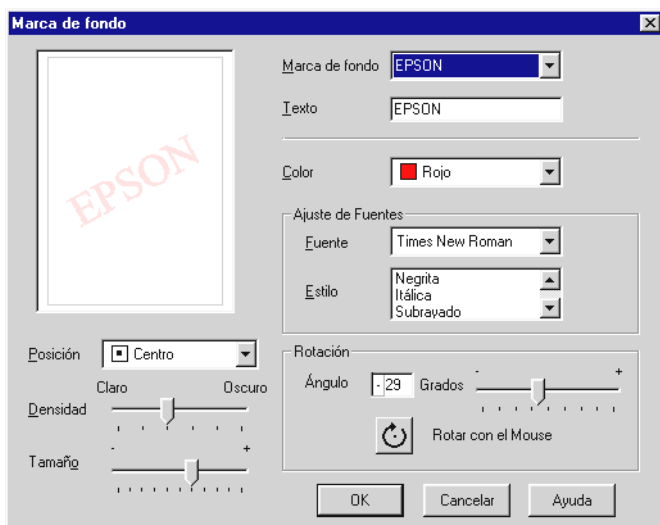 Marca de fondo
EPSON
Marca de fondo EPSON
Texto EPSON
Color Rojo
Ajuste de Fuentes
Fuente Times New Roman
Estilo Negrita
Itálica
Subrayado
Posición Centro
Claro Oscuro
Densidad
- +
Tamaño
Rotación
- +
Ángulo -29 Grados
Rotar con el Mouse
OK Cancelar Ayuda